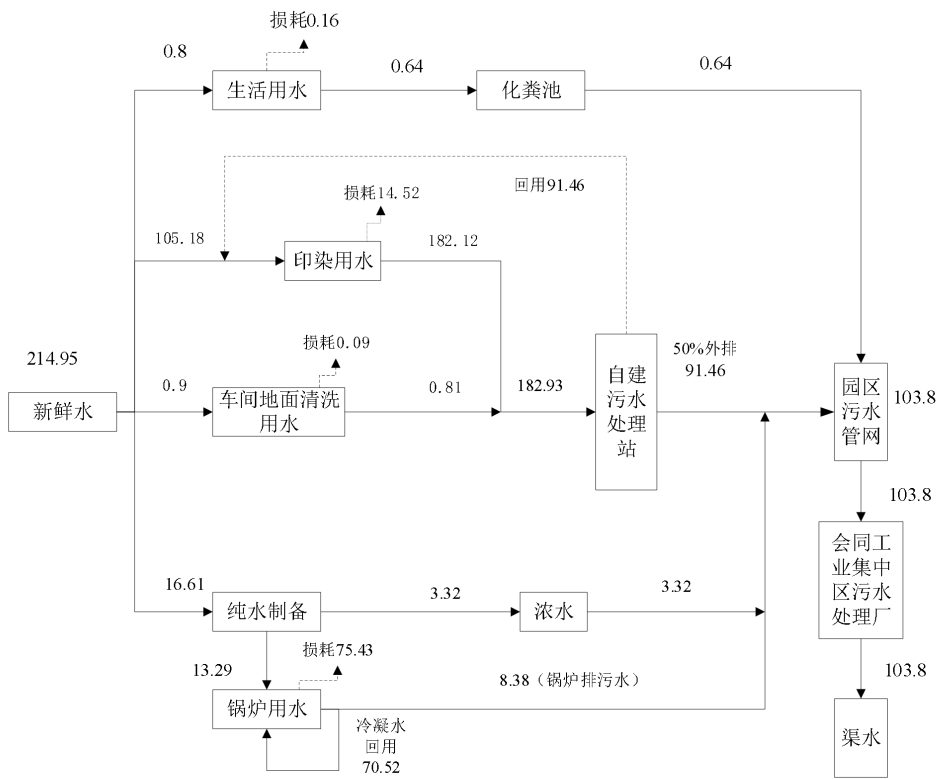 损耗0.16
0.8
0.64
0.64
生活用水
化粪池
回用91.46
损耗14.52
105.18
182.12
印染用水
214.95
损耗0.09
50%外排
91.46
0.9
0.81
182.93
新鲜水
车间地面清洗
用水
自建
污水
处理
站
园区
污水
管网
103.8
103.8
会同工
业集中
区污水
处理厂
16.61
3.32
3.32
纯水制备
浓水
13.29
损耗75.43
8.38（锅炉排污水）
103.8
锅炉用水
冷凝水
回用
70.52
渠水